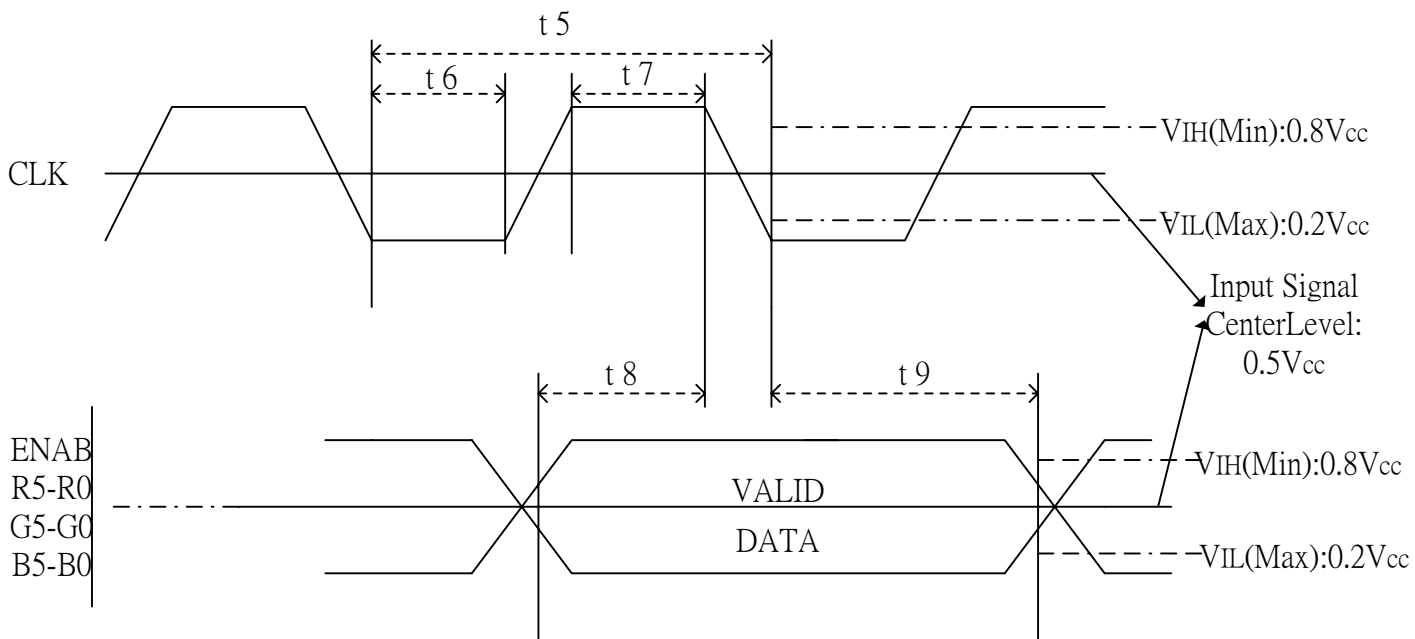 t 5
t 6
t 7
CLK
VIH(Min):0.8Vcc
VIL(Max):0.2Vcc
Input Signal
CenterLevel:
0.5Vcc
t 8
t 9
ENAB
R5-R0
G5-G0
B5-B0
VALID
DATA
VIH(Min):0.8Vcc
VIL(Max):0.2Vcc